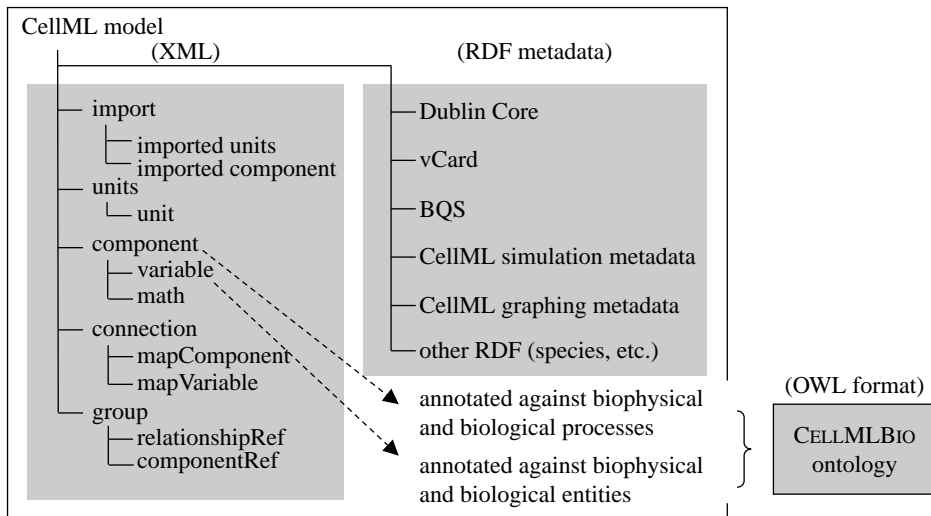 CellML model
(XML)
(RDF metadata)
import
imported units
imported component
units
unit
component
variable
math
connection
mapComponent
mapVariable
group
relationshipRef
componentRef
Dublin Core
vCard
BQS
CellML simulation metadata
CellML graphing metadata
other RDF (species, etc.)
annotated against biophysical
and biological processes
annotated against biophysical
and biological entities
(OWL format)
CELLMLBIO
ontology